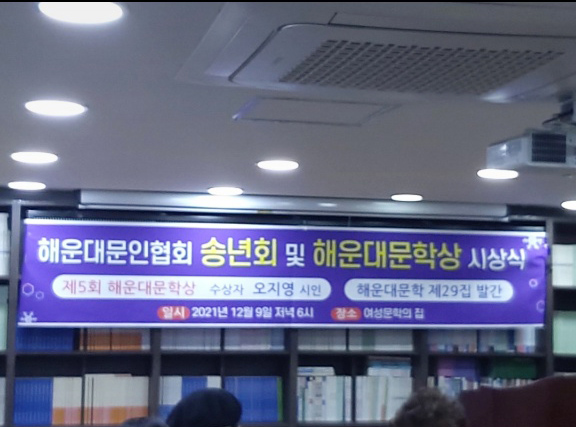 해운대문인협회 송년회 및 해운대문학상 시상식
제5회 해운대문학상 수상자 오지영 시인 해운대문학 제29집 발간
일시 2021년 12월 9일 저녁 6시 장소 여성문학의 집